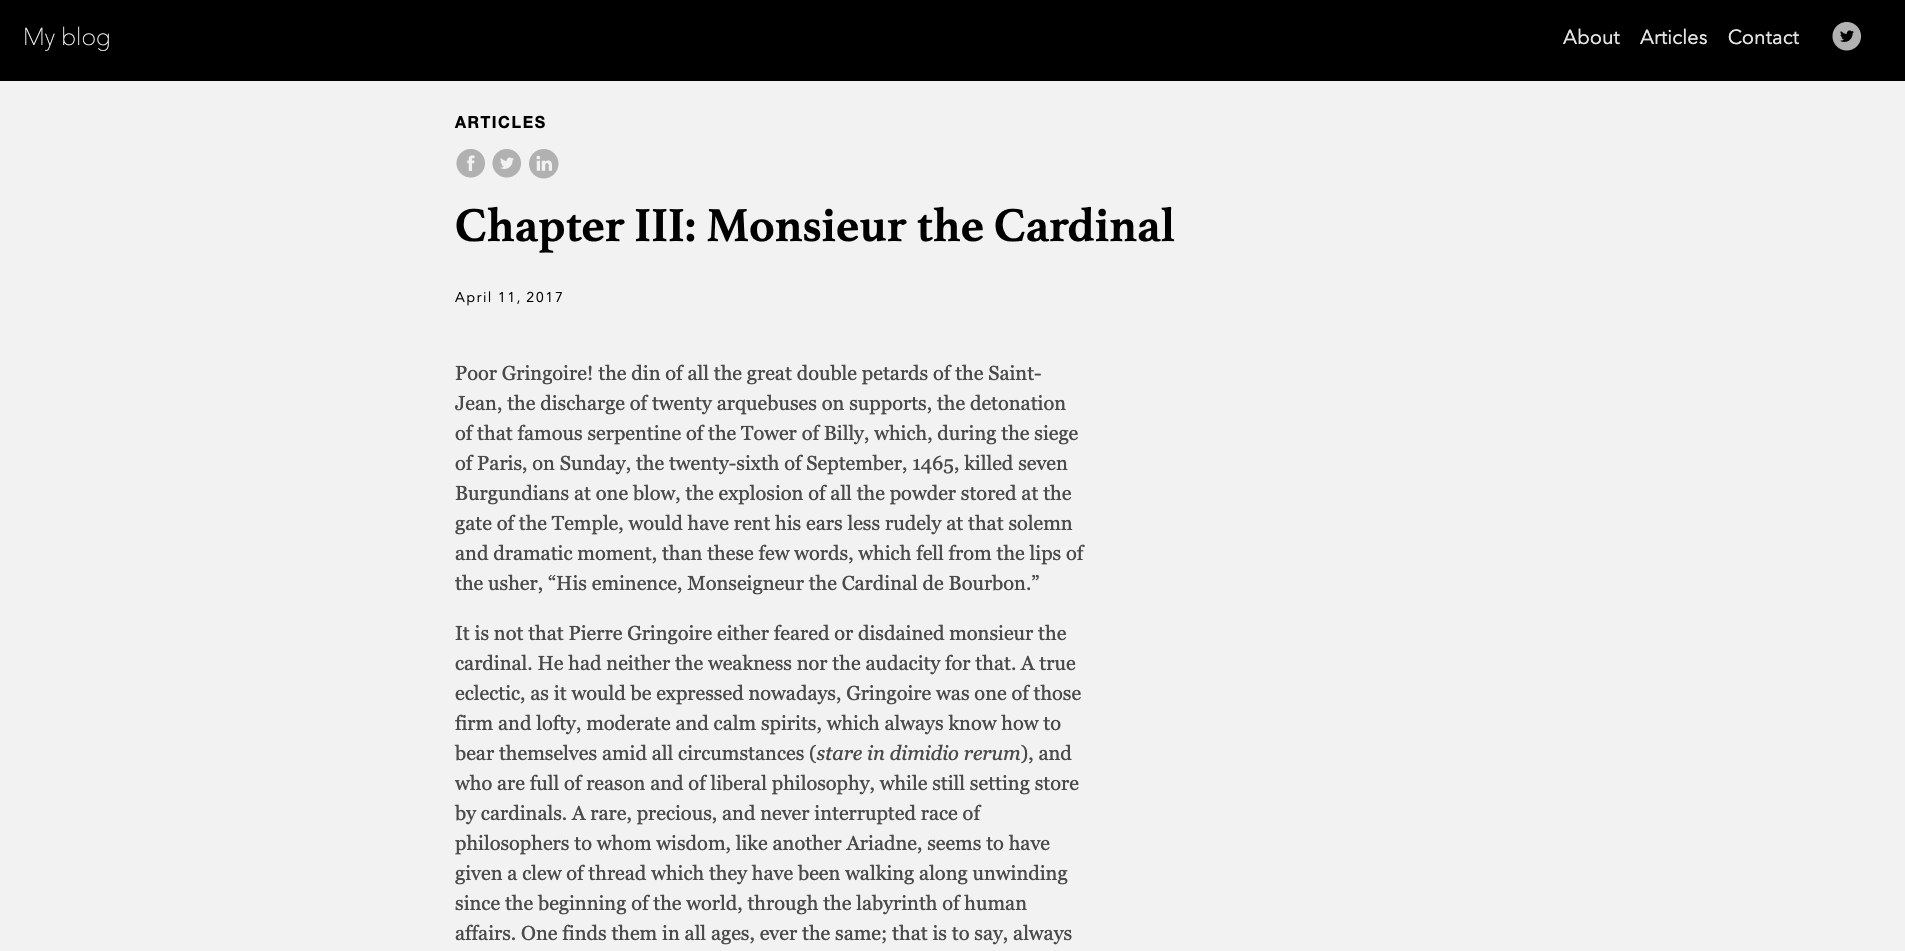 My blog
About Articles Contact
ARTICLES
Chapter III: Monsieur the Cardinal
April 11, 2017
Poor Gringoire! the din of all the great double petards of the Saint-
Jean, the discharge of twenty arquebuses on supports, the detonation
of that famous serpentine of the Tower of Billy, which, during the siege
of Paris, on Sunday, the twenty-sixth of September, 1465, killed seven
Burgundians at one blow, the explosion of all the powder stored at the
gate of the Temple, would have rent his ears less rudely at that solemn
and dramatic moment, than these few words, which fell from the lips of
the usher, “His eminence, Monseigneur the Cardinal de Bourbon.”
It is not that Pierre Gringoire either feared or disdained monsieur the
cardinal. He had neither the weakness nor the audacity for that. A true
eclectic, as it would be expressed nowadays, Gringoire was one of those
firm and lofty, moderate and calm spirits, which always know how to
bear themselves amid all circumstances (stare in dimidio rerum), and
who are full of reason and of liberal philosophy, while still setting store
by cardinals. A rare, precious, and never interrupted race of
philosophers to whom wisdom, like another Ariadne, seems to have
given a clew of thread which they have been walking along unwinding
since the beginning of the world, through the labyrinth of human
affairs. One finds them in all ages, ever the same; that is to say, always